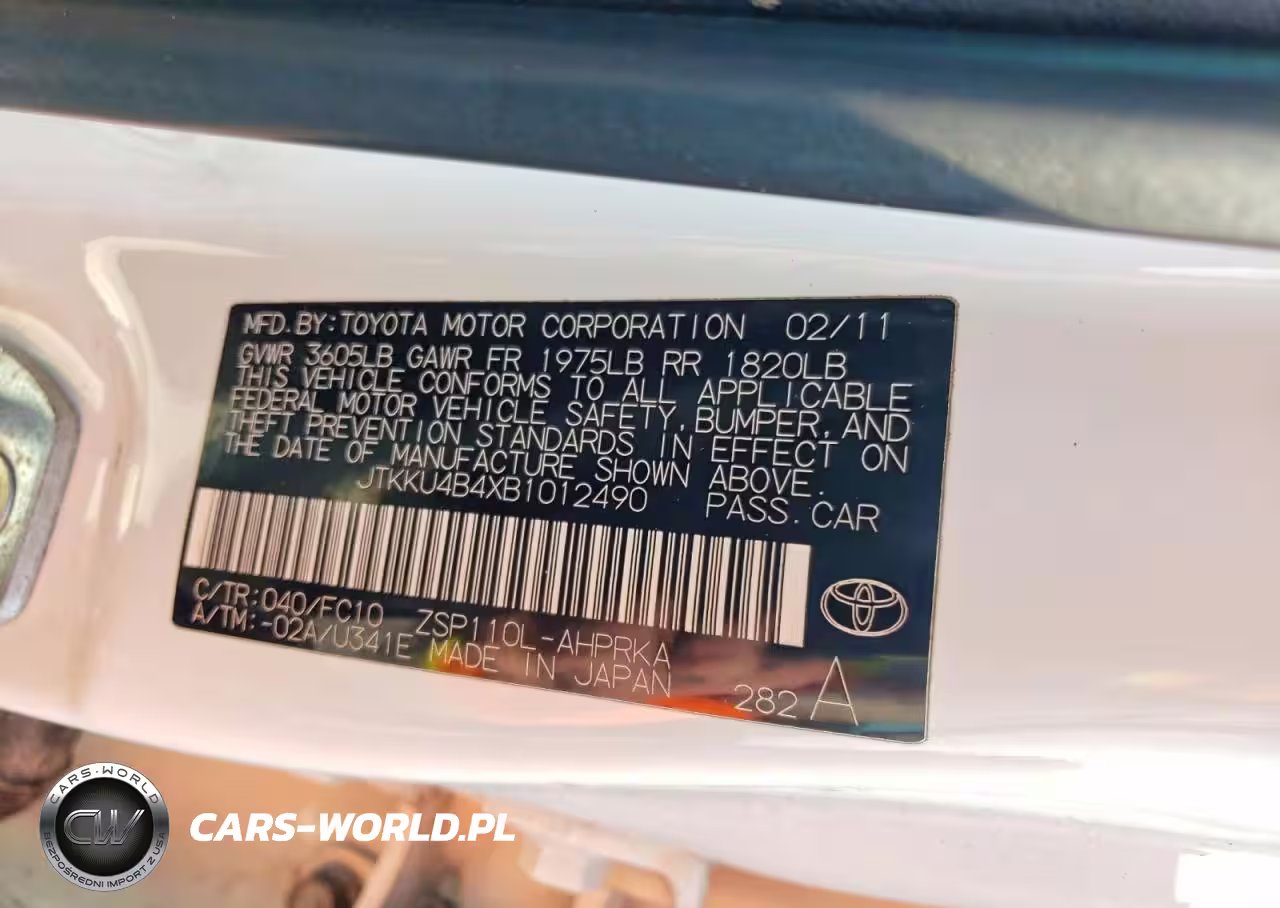 MFD.BY:TOYOTA MOTOR CORPORATION 02/11
GVWR 3605LB GAWR FR 1975LB RR 1820LB
THIS VEHICLE CONFORMS TO ALL APPLICABLE
FEDERAL MOTOR VEHICLE SAFETY, BUMPER, AND
THEFT PREVENTION STANDARDS IN EFFECT ON
THE DATE OF MANUFACTURE SHOWN ABOVE.
JTKKU4B4XB1012490 PASS.CAR
C/TR:040/FC10 ZSP110L-AHPRKA
A/TM:-02A/U341E MADE IN JAPAN 282 A
CARS-WORLD
CW
BEZPOŚREDNI IMPORT Z USA
CARS-WORLD.PL